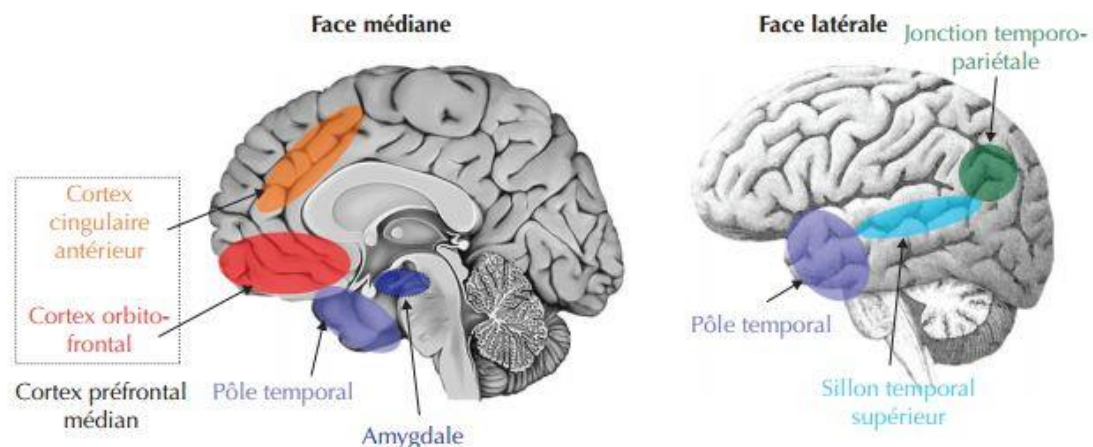 Face médiane
Face latérale
Jonction temporo-
pariétale
Cortex
cingulaire
antérieur
Cortex orbito-
frontal
Cortex préfrontal
médian
Pôle temporal
Amygdale
Pôle temporal
Sillon temporal
supérieur